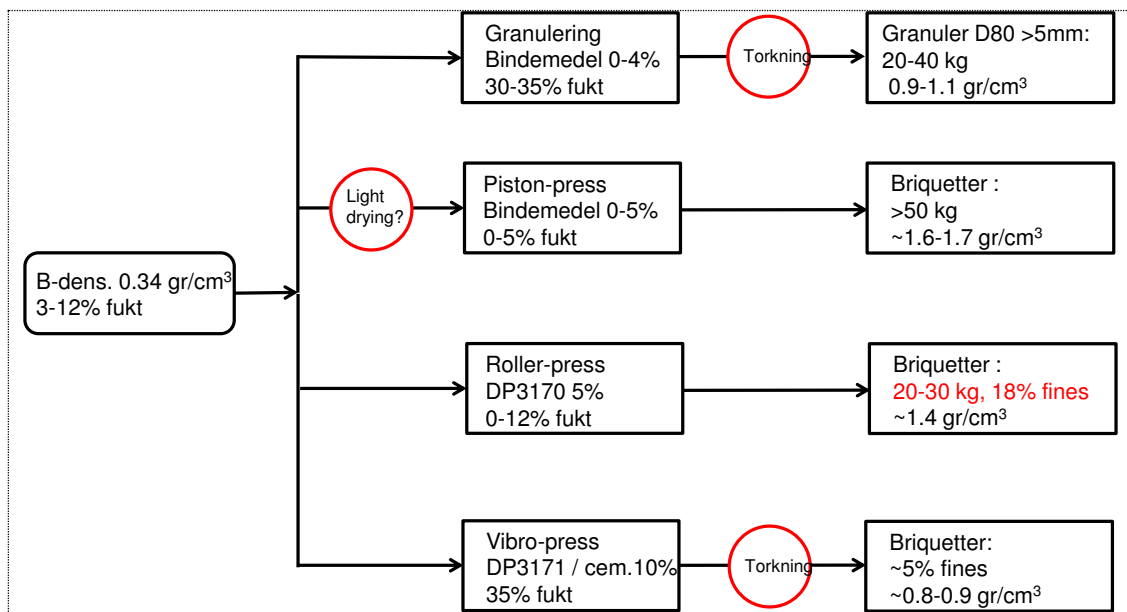 Granulering
Bindemedel 0-4%
30-35% fukt
Torkning
Granuler D80 >5mm:
20-40 kg
0.9-1.1 gr/cm³
Light
drying?
Piston-press
Bindemedel 0-5%
0-5% fukt
Briquetter :
>50 kg
~1.6-1.7 gr/cm³
B-dens. 0.34 gr/cm³
3-12% fukt
Roller-press
DP3170 5%
0-12% fukt
Briquetter :
20-30 kg, 18% fines
~1.4 gr/cm³
Vibro-press
DP3171 / cem.10%
35% fukt
Torkning
Briquetter:
~5% fines
~0.8-0.9 gr/cm³